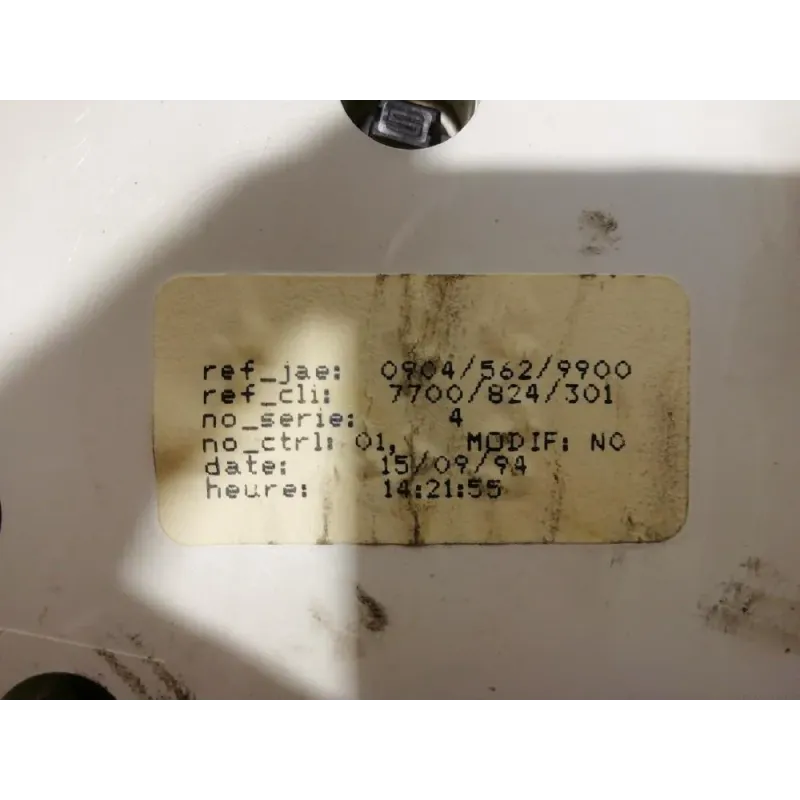 ref_jae: 0904/562/9900
ref_cli: 7700/824/301
no_serie: 4
no_ctrl: 01, MODIF: NO
date: 15/09/94
heure: 14:21:55